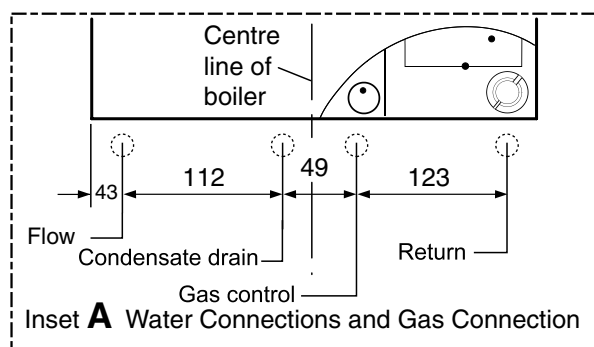 Centre
line of
boiler
43
112
49
123
Flow
Condensate drain
Return
Gas control
Inset A Water Connections and Gas Connection